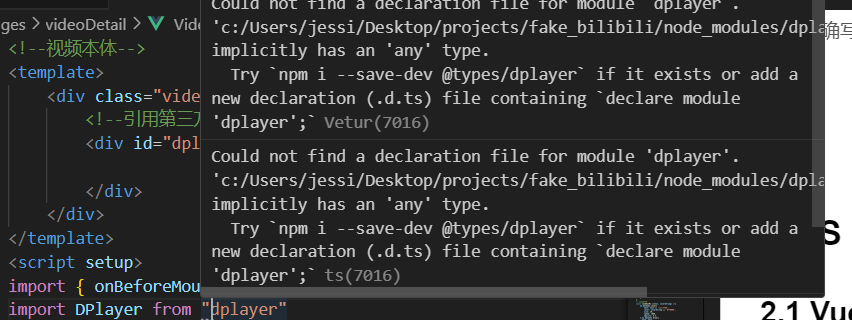 Could not find a declaration file for module 'dplayer'.
ges > videoDetail >
'c:/Users/jessi/Desktop/projects/fake_bilibili/node_modules/dpla
确写
<!--视频本体-->
implicitly has an 'any' type.
<template>
Try `npm i --save-dev @types/dplayer` if it exists or add a
<div class="vide
new declaration (.d.ts) file containing `declare module
<!--引用第三方
'dplayer';` Vetur(7016)
<div id="dpl
Could not find a declaration file for module 'dplayer'.
'c:/Users/jessi/Desktop/projects/fake_bilibili/node_modules/dpla
</div>
implicitly has an 'any' type.
</div>
Try `npm i --save-dev @types/dplayer` if it exists or add a
</template>
new declaration (.d.ts) file containing `declare module
<script setup>
'dplayer';` ts(7016)
import { onBeforeMou
import DPlayer from "dplayer"
2.1 Vue